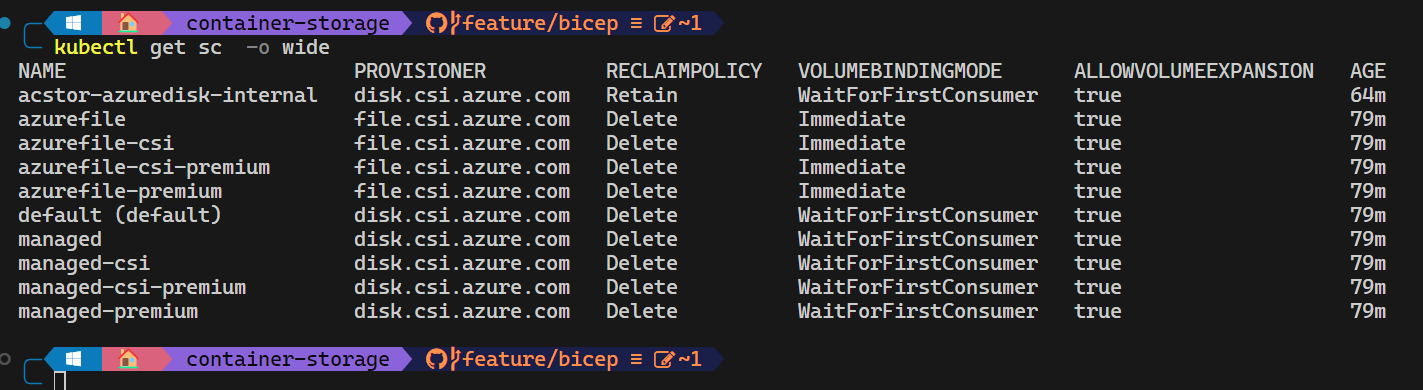 container-storage feature/bicep ≡ ~1
kubectl get sc -o wide
NAME PROVISIONER RECLAIMPOLICY VOLUMEBINDINGMODE ALLOWVOLUMEEXPANSION AGE
acstor-azuredisk-internal disk.csi.azure.com Retain WaitForFirstConsumer true 64m
azurefile file.csi.azure.com Delete Immediate true 79m
azurefile-csi file.csi.azure.com Delete Immediate true 79m
azurefile-csi-premium file.csi.azure.com Delete Immediate true 79m
azurefile-premium file.csi.azure.com Delete Immediate true 79m
default (default) disk.csi.azure.com Delete WaitForFirstConsumer true 79m
managed disk.csi.azure.com Delete WaitForFirstConsumer true 79m
managed-csi disk.csi.azure.com Delete WaitForFirstConsumer true 79m
managed-csi-premium disk.csi.azure.com Delete WaitForFirstConsumer true 79m
managed-premium disk.csi.azure.com Delete WaitForFirstConsumer true 79m
container-storage feature/bicep ≡ ~1